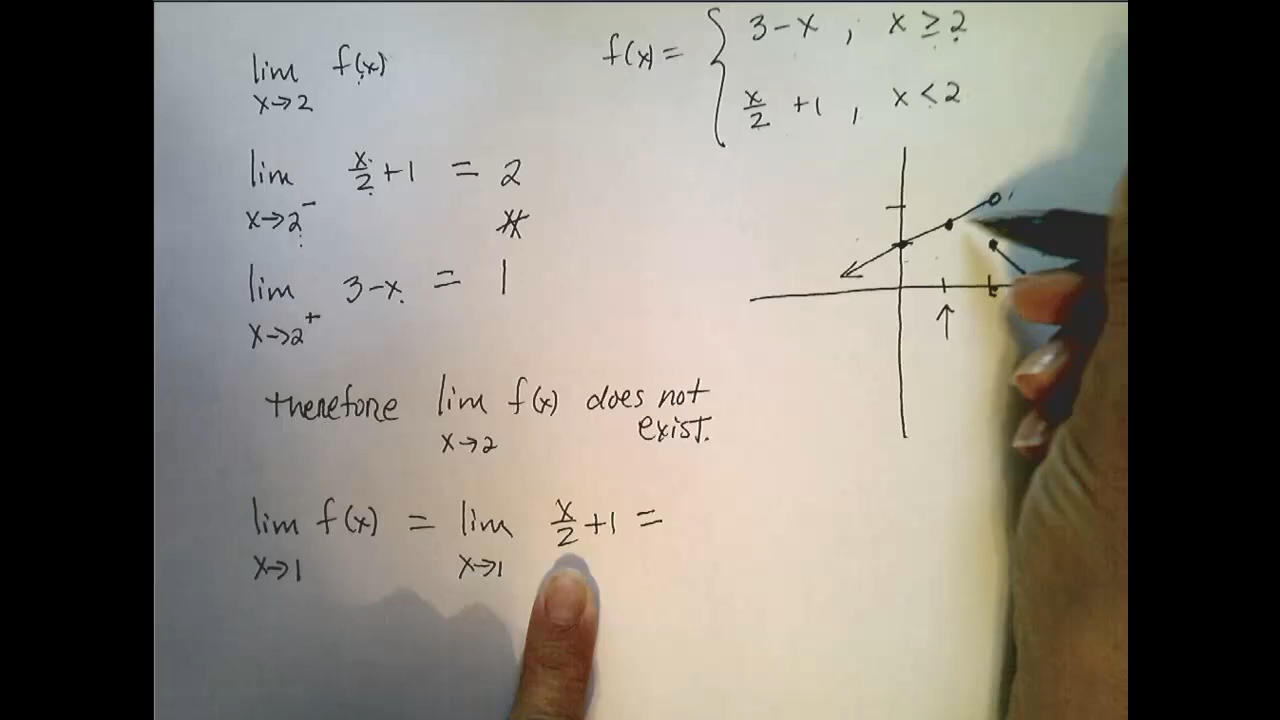 lim f(x)
x→2
f(x) = { 3-x , x ≥ 2
x/2 +1 , x < 2
lim x/2 +1 = 2
x→2⁻
lim 3-x = 1
x→2⁺
therefore lim f(x) does not
x→2 exist.
lim f(x) = lim x/2 +1 =
x→1 x→1